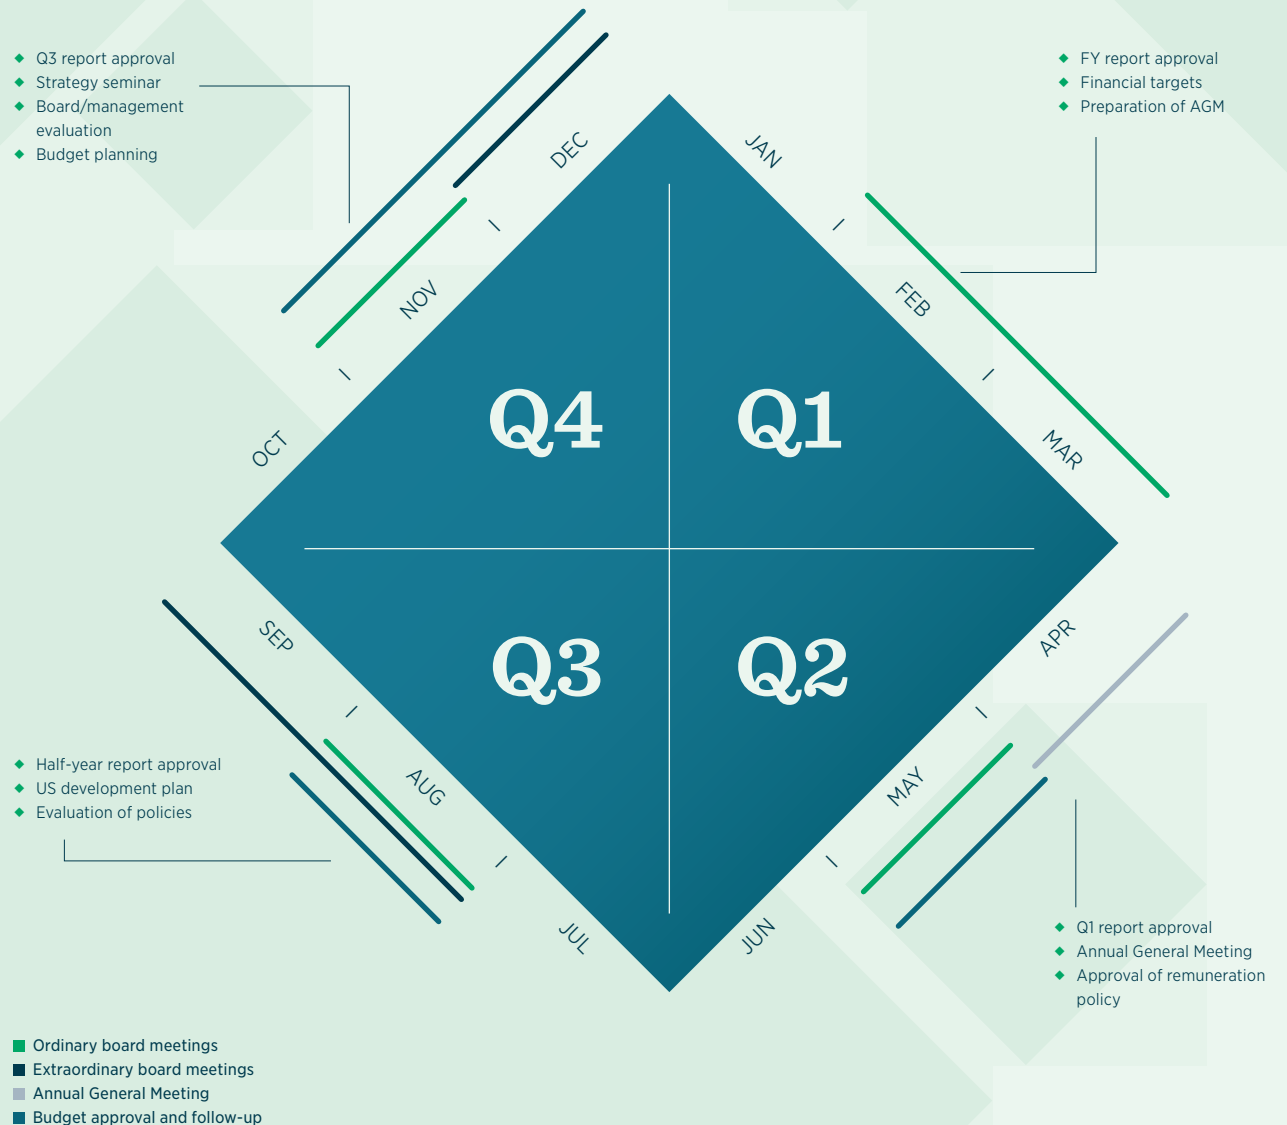 Q3 report approval
Strategy seminar
Board/management
evaluation
Budget planning
FY report approval
Financial targets
Preparation of AGM
DEC
JAN
NOV
FEB
OCT
MAR
Q4
Q1
SEP
APR
Q3
Q2
AUG
MAY
JUL
JUN
Half-year report approval
US development plan
Evaluation of policies
Q1 report approval
Annual General Meeting
Approval of remuneration
policy
Ordinary board meetings
Extraordinary board meetings
Annual General Meeting
Budget approval and follow-up